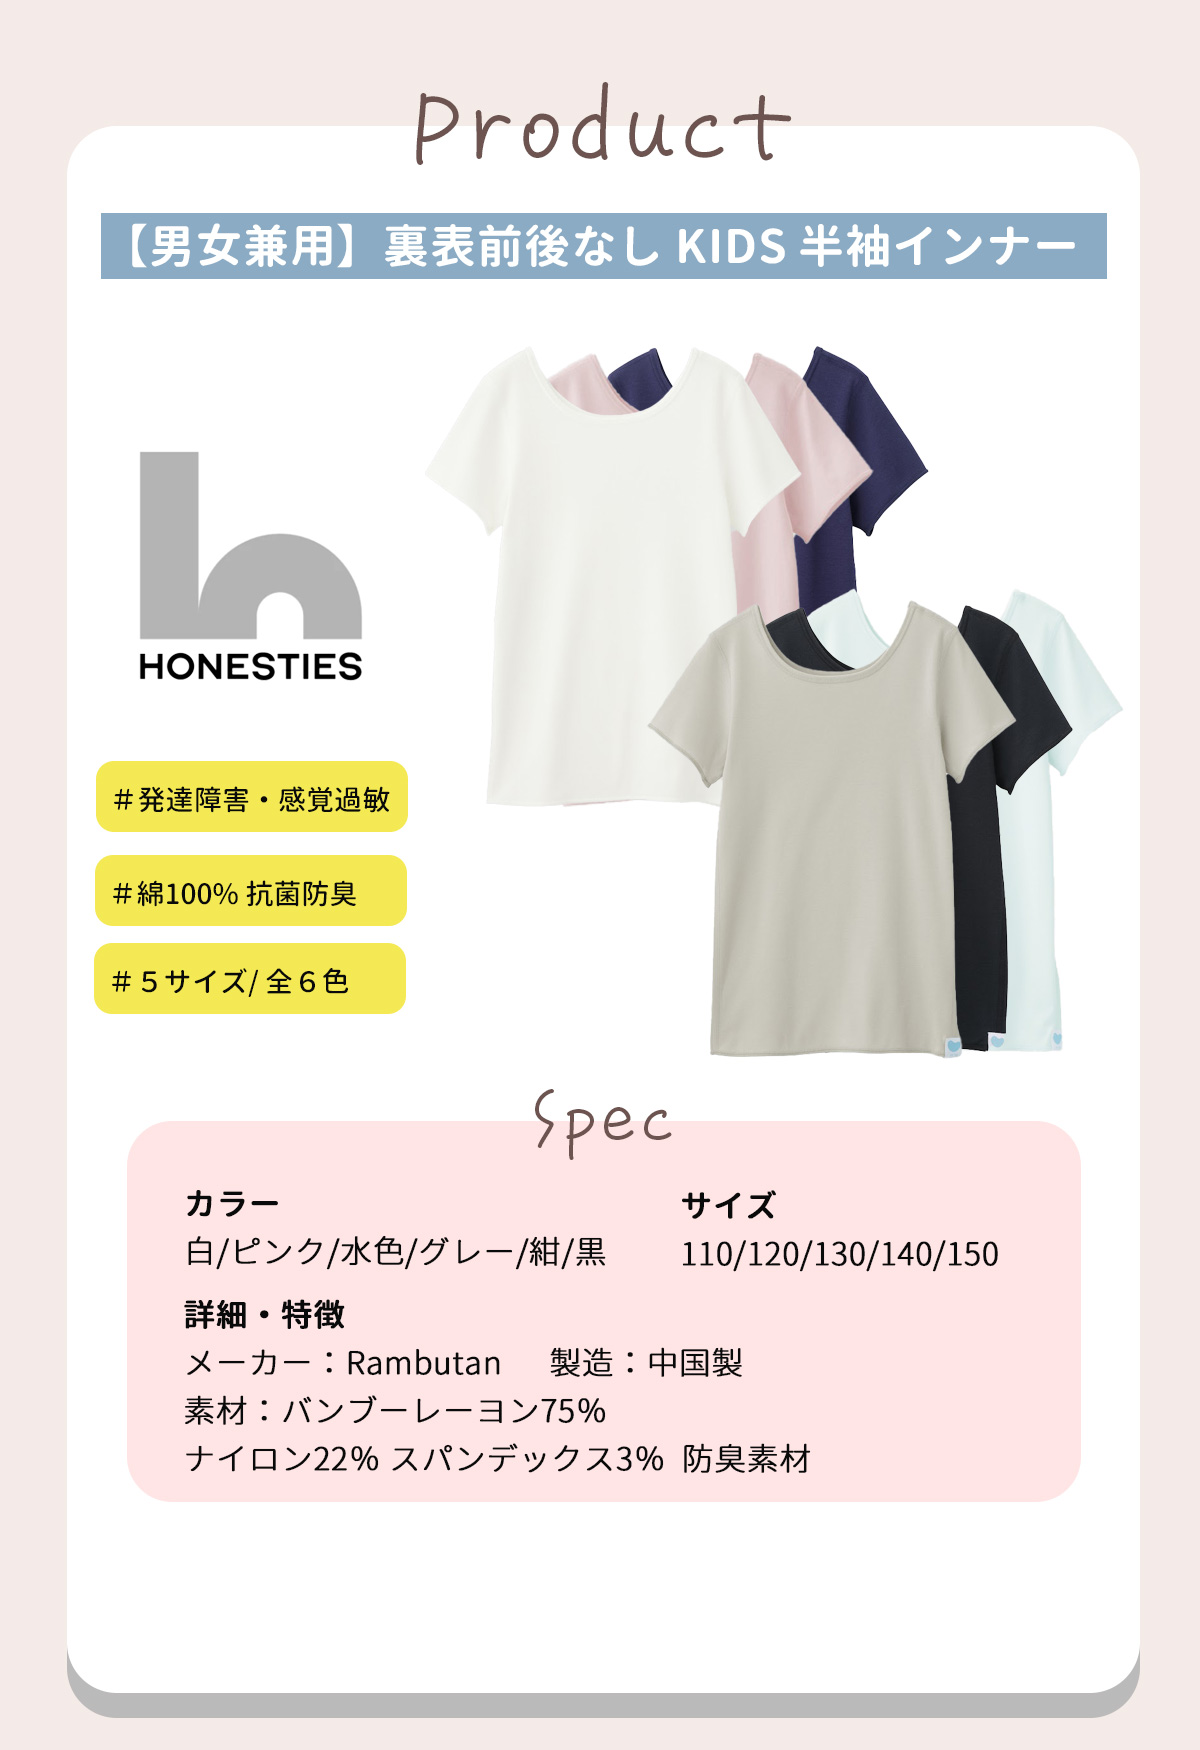 Product
【男女兼用】裏表前後なし KIDS 半袖インナー
HONESTIES
＃発達障害・感覚過敏
＃綿100% 抗菌防臭
＃５サイズ/ 全６色
Spec
カラー
白/ピンク/水色/グレー/紺/黒
サイズ
110/120/130/140/150
詳細・特徴
メーカー：Rambutan　製造：中国製
素材：バンブーレーヨン75%
ナイロン22% スパンデックス3% 防臭素材